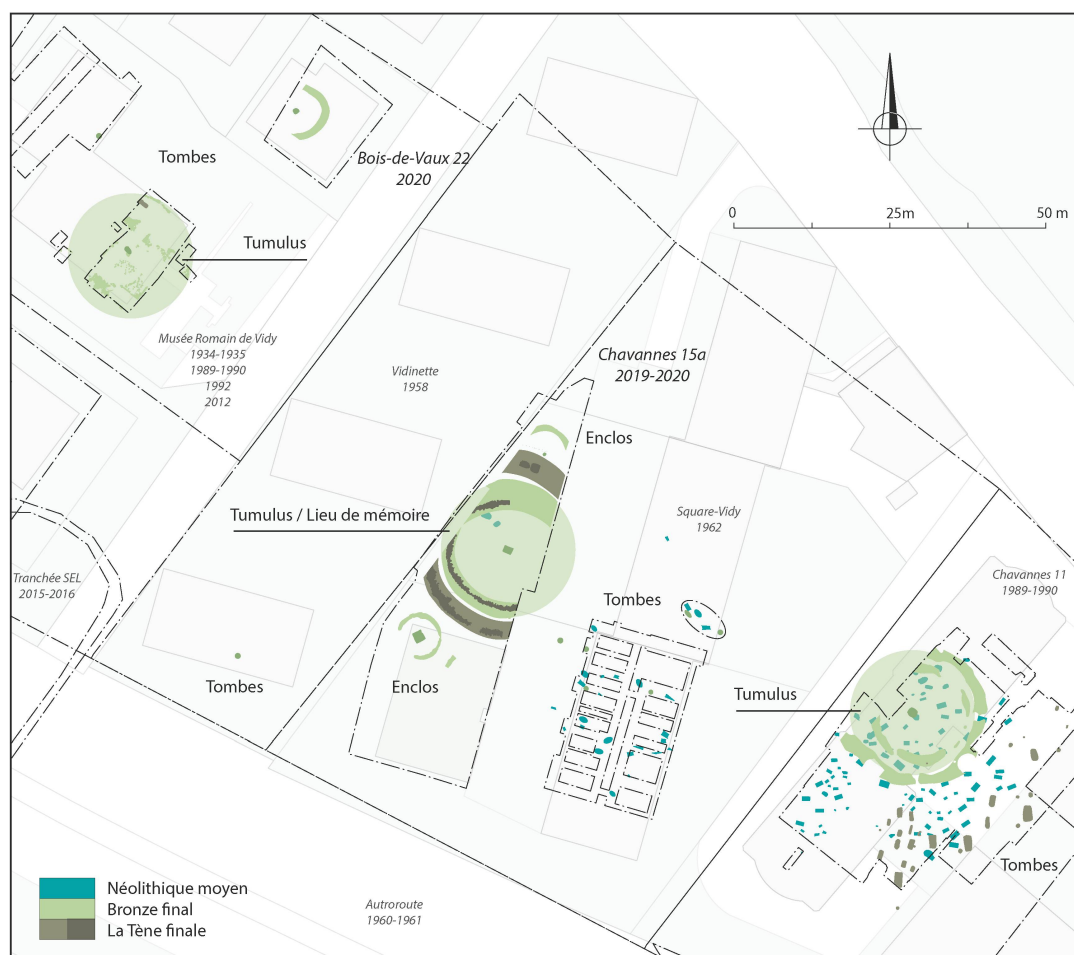 Tombes
Bois-de-Vaux 22
2020
0
25m
50 m
Tumulus
Musée Romain de Vidy
1934-1935
1989-1990
1992
2012
Vidinette
1958
Chavannes 15a
2019-2020
Enclos
Tumulus / Lieu de mémoire
Square-Vidy
1962
Tranchée SEL
2015-2016
Chavannes 11
1989-1990
Tombes
Tombes
Enclos
Tumulus
Tombes
Néolithique moyen
Bronze final
La Tène finale
Autroroute
1960-1961